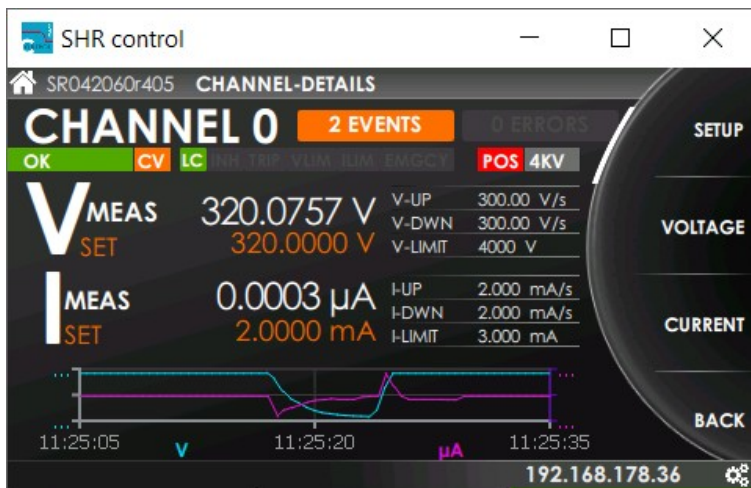 SHR control
SR042060r405 CHANNEL-DETAILS
CHANNEL 0 2 EVENTS 0 ERRORS
OK CV LC INH TRIP VLIM ILIM EMGCY POS 4KV
V MEAS 320.0757 V
SET 320.0000 V
V-UP 300.00 V/s
V-DWN 300.00 V/s
V-LIMIT 4000 V
I MEAS 0.0003 µA
SET 2.0000 mA
I-UP 2.000 mA/s
I-DWN 2.000 mA/s
I-LIMIT 3.000 mA
11:25:05 V 11:25:20 µA 11:25:35
SETUP
VOLTAGE
CURRENT
BACK
192.168.178.36